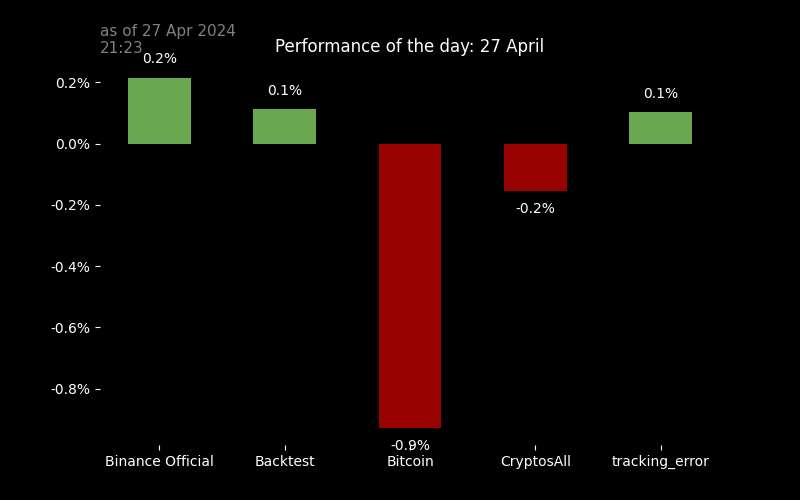 as of 27 Apr 2024
21:23
Performance of the day: 27 April
0.2%
0.1%
-0.9%
-0.2%
0.1%
0.2%
0.0%
-0.2%
-0.4%
-0.6%
-0.8%
Binance Official
Backtest
Bitcoin
CryptosAll
tracking_error